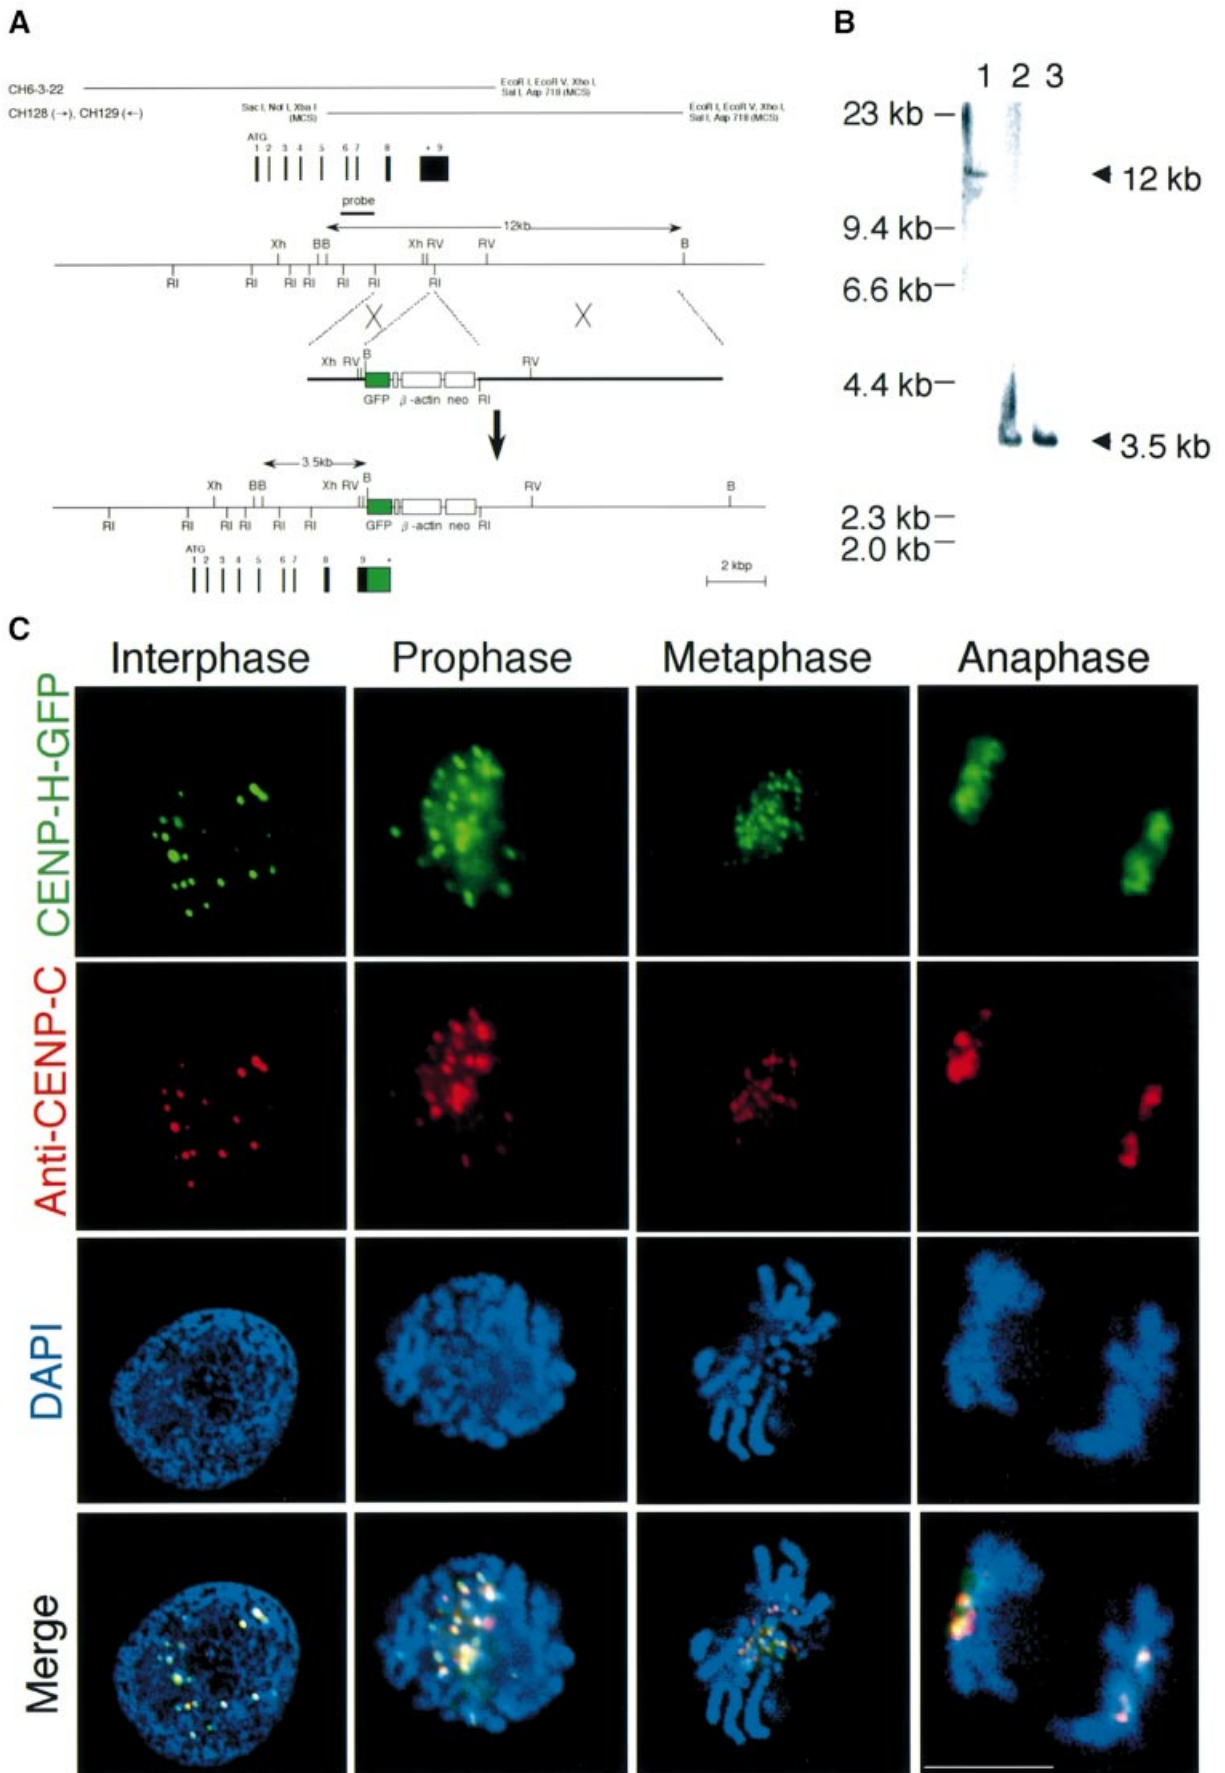 A
CH6-3-22
EcoR I, EcoR V, Xho I,
Sal I, Asp 718 (MCS)
CH128 (→), CH129 (←)
Sac I, Not I, Xba I
(MCS)
EcoR I, EcoR V, Xho I,
Sal I, Asp 718 (MCS)
ATG
1 2 3 4 5 6 7 8 * 9
probe
12kb
Xh BB Xh RV RV B
RI RI RI RI RI RI RI
Xh RV B RV
GFP β-actin neo RI
3.5kb
Xh BB Xh RV B RV B
RI RI RI RI RI RI GFP β-actin neo RI
ATG
1 2 3 4 5 6 7 8 9 *
2 kbp
B
1 2 3
23 kb
12 kb
9.4 kb
6.6 kb
4.4 kb
3.5 kb
2.3 kb
2.0 kb
C
Interphase Prophase Metaphase Anaphase
CENP-H-GFP
Anti-CENP-C
DAPI
Merge